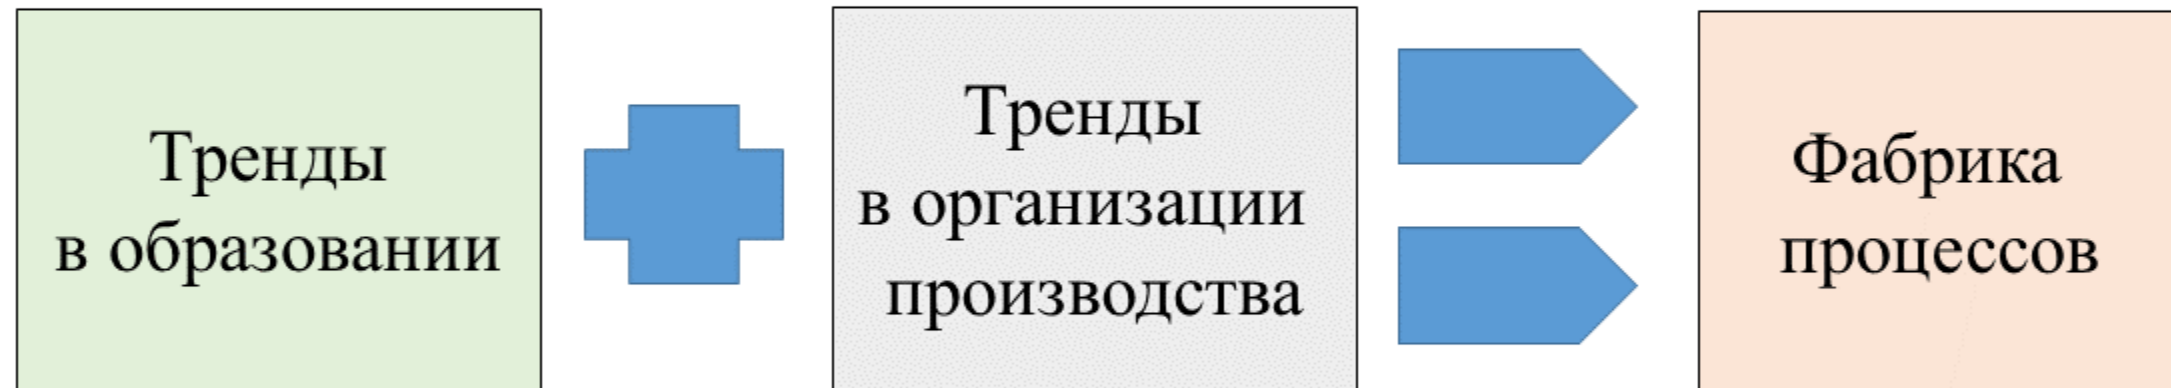 Тренды
в образовании
Тренды
в организации
производства
Фабрика
процессов